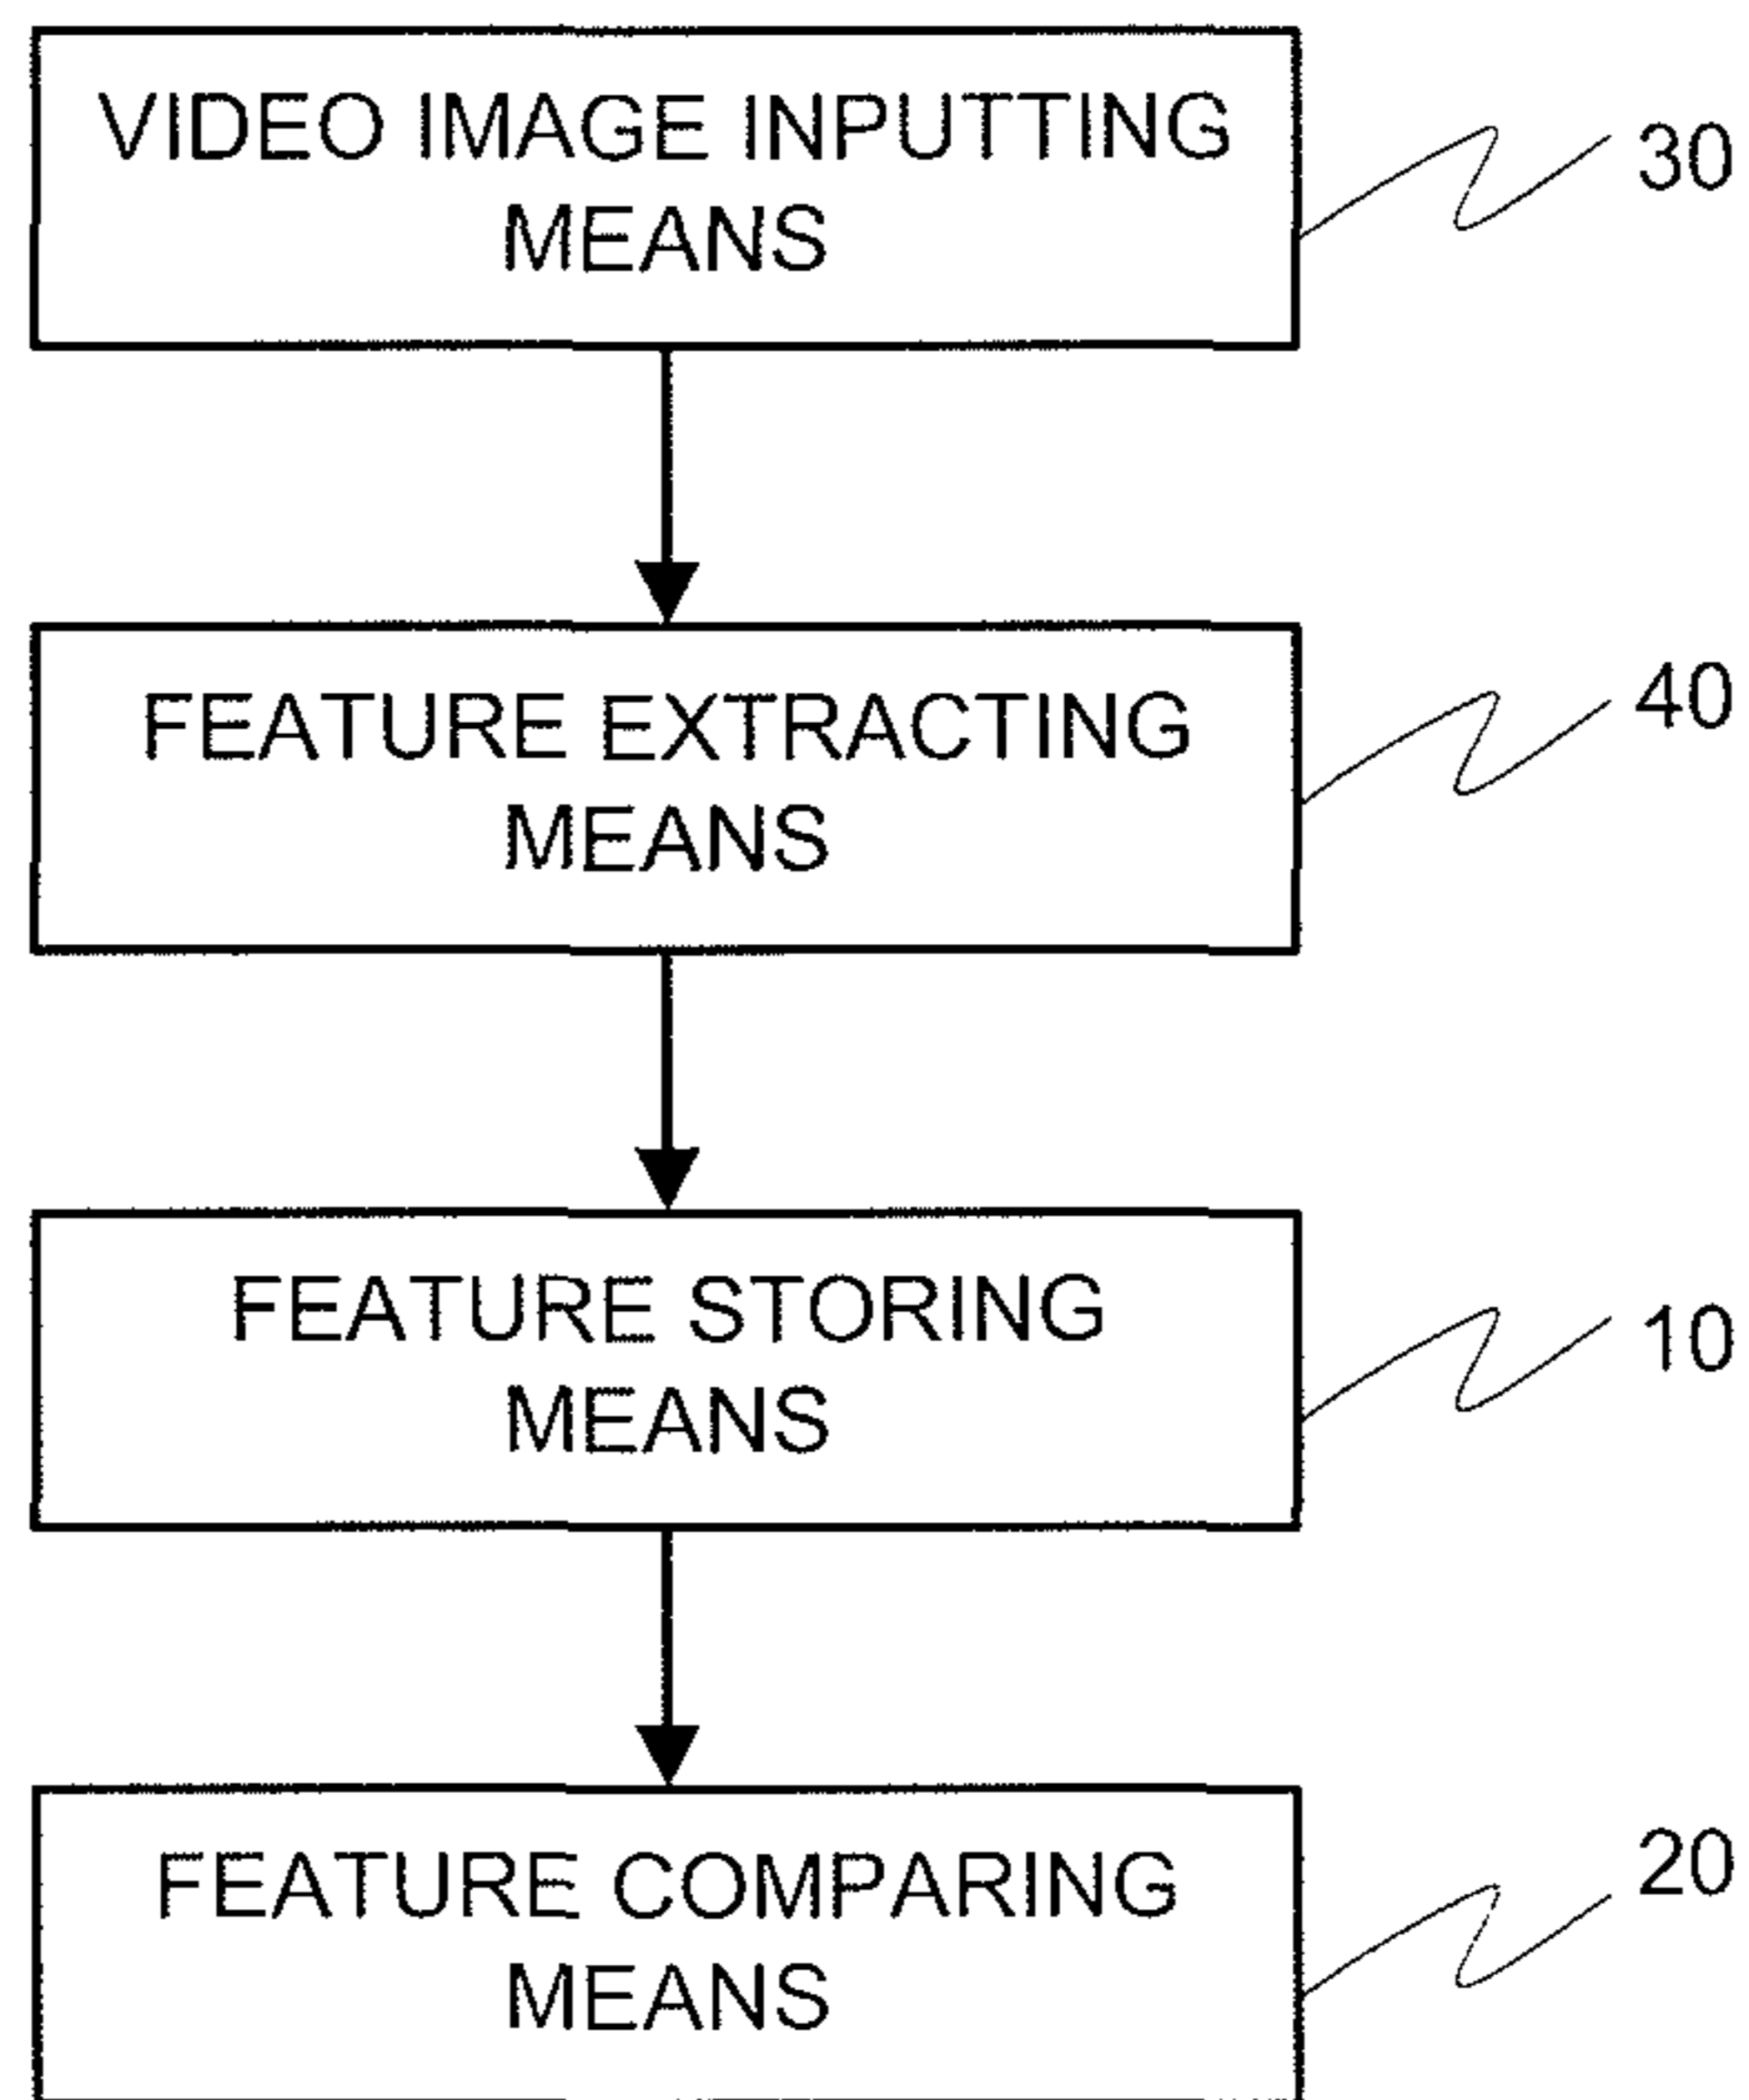 VIDEO IMAGE INPUTTING
MEANS
30
FEATURE EXTRACTING
MEANS
40
FEATURE STORING
MEANS
10
FEATURE COMPARING
MEANS
20